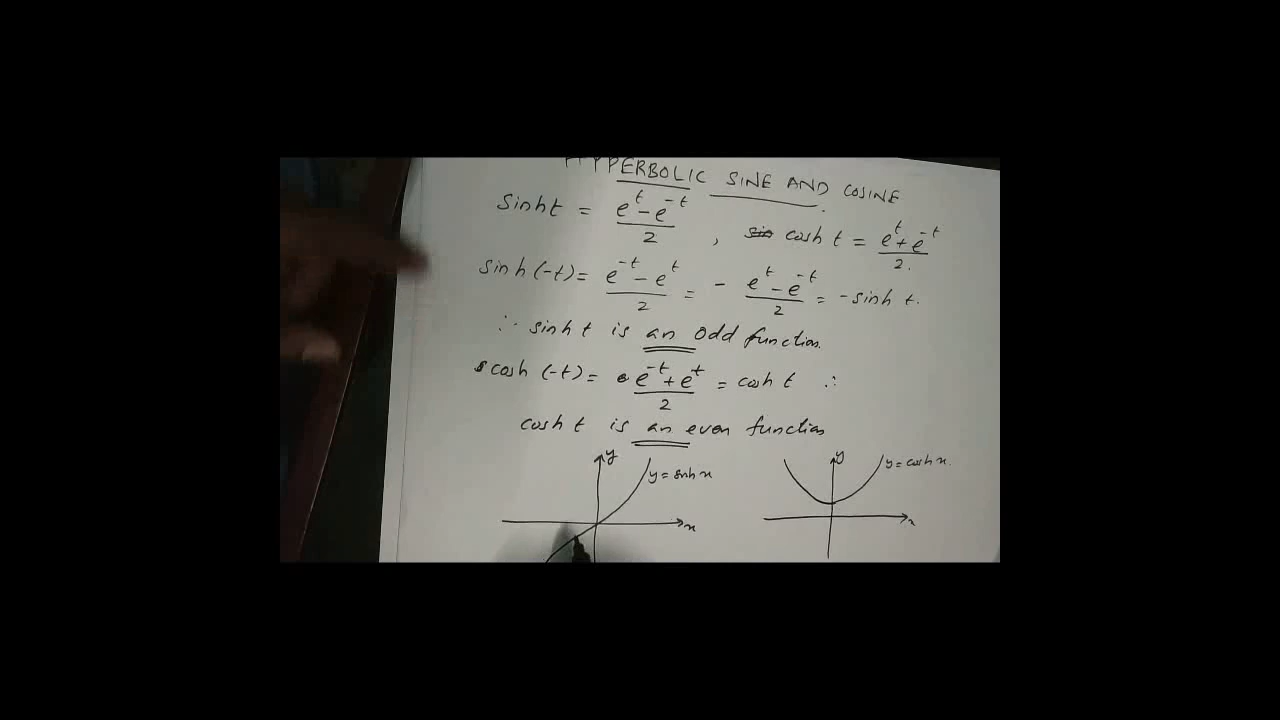 HYPERBOLIC SINE AND COSINE
sinht = e^t - e^-t / 2 , cosh t = e^t + e^-t / 2.
sinh(-t) = e^-t - e^t / 2 = - e^t - e^-t / 2 = - sinh t.
∴ sinh t is an odd function.
cosh (-t) = e^-t + e^t / 2 = cosh t ∴
cosh t is an even function
y y
y = sinh x y = cosh x.
x x